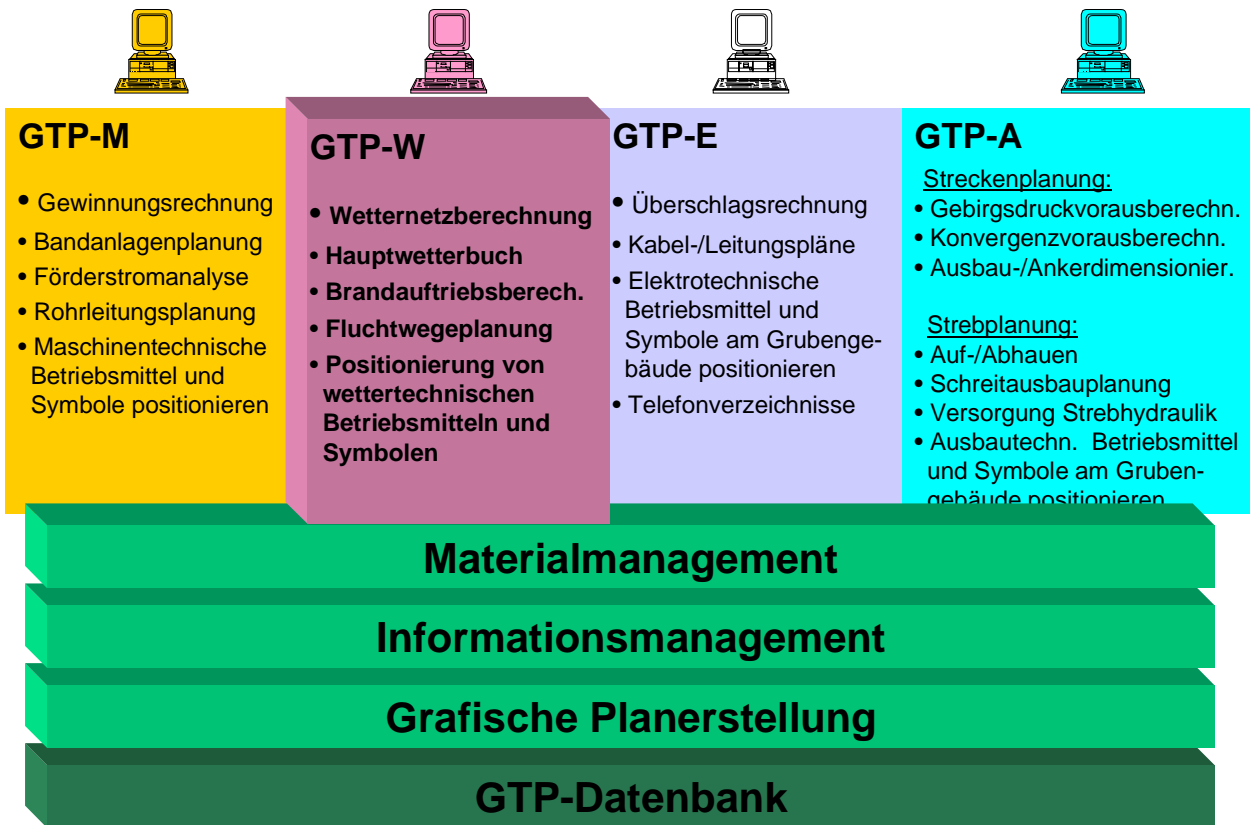 GTP-M
• Gewinnungsrechnung
• Bandanlagenplanung
• Förderstromanalyse
• Rohrleitungsplanung
• Maschinentechnische
Betriebsmittel und
Symbole positionieren
GTP-W
• Wetternetzberechnung
• Hauptwetterbuch
• Brandauftriebsberech.
• Fluchtwegeplanung
• Positionierung von
wettertechnischen
Betriebsmitteln und
Symbolen
GTP-E
• Überschlagsrechnung
• Kabel-/Leitungspläne
• Elektrotechnische
Betriebsmittel und
Symbole am Grubenge-
bäude positionieren
• Telefonverzeichnisse
GTP-A
Streckenplanung:
• Gebirgsdruckvorausberechn.
• Konvergenzvorausberechn.
• Ausbau-/Ankerdimensionier.
Strebplanung:
• Auf-/Abhauen
• Schreitausbauplanung
• Versorgung Strebhydraulik
• Ausbautechn. Betriebsmittel
und Symbole am Gruben-
gebäude positionieren
Materialmanagement
Informationsmanagement
Grafische Planerstellung
GTP-Datenbank